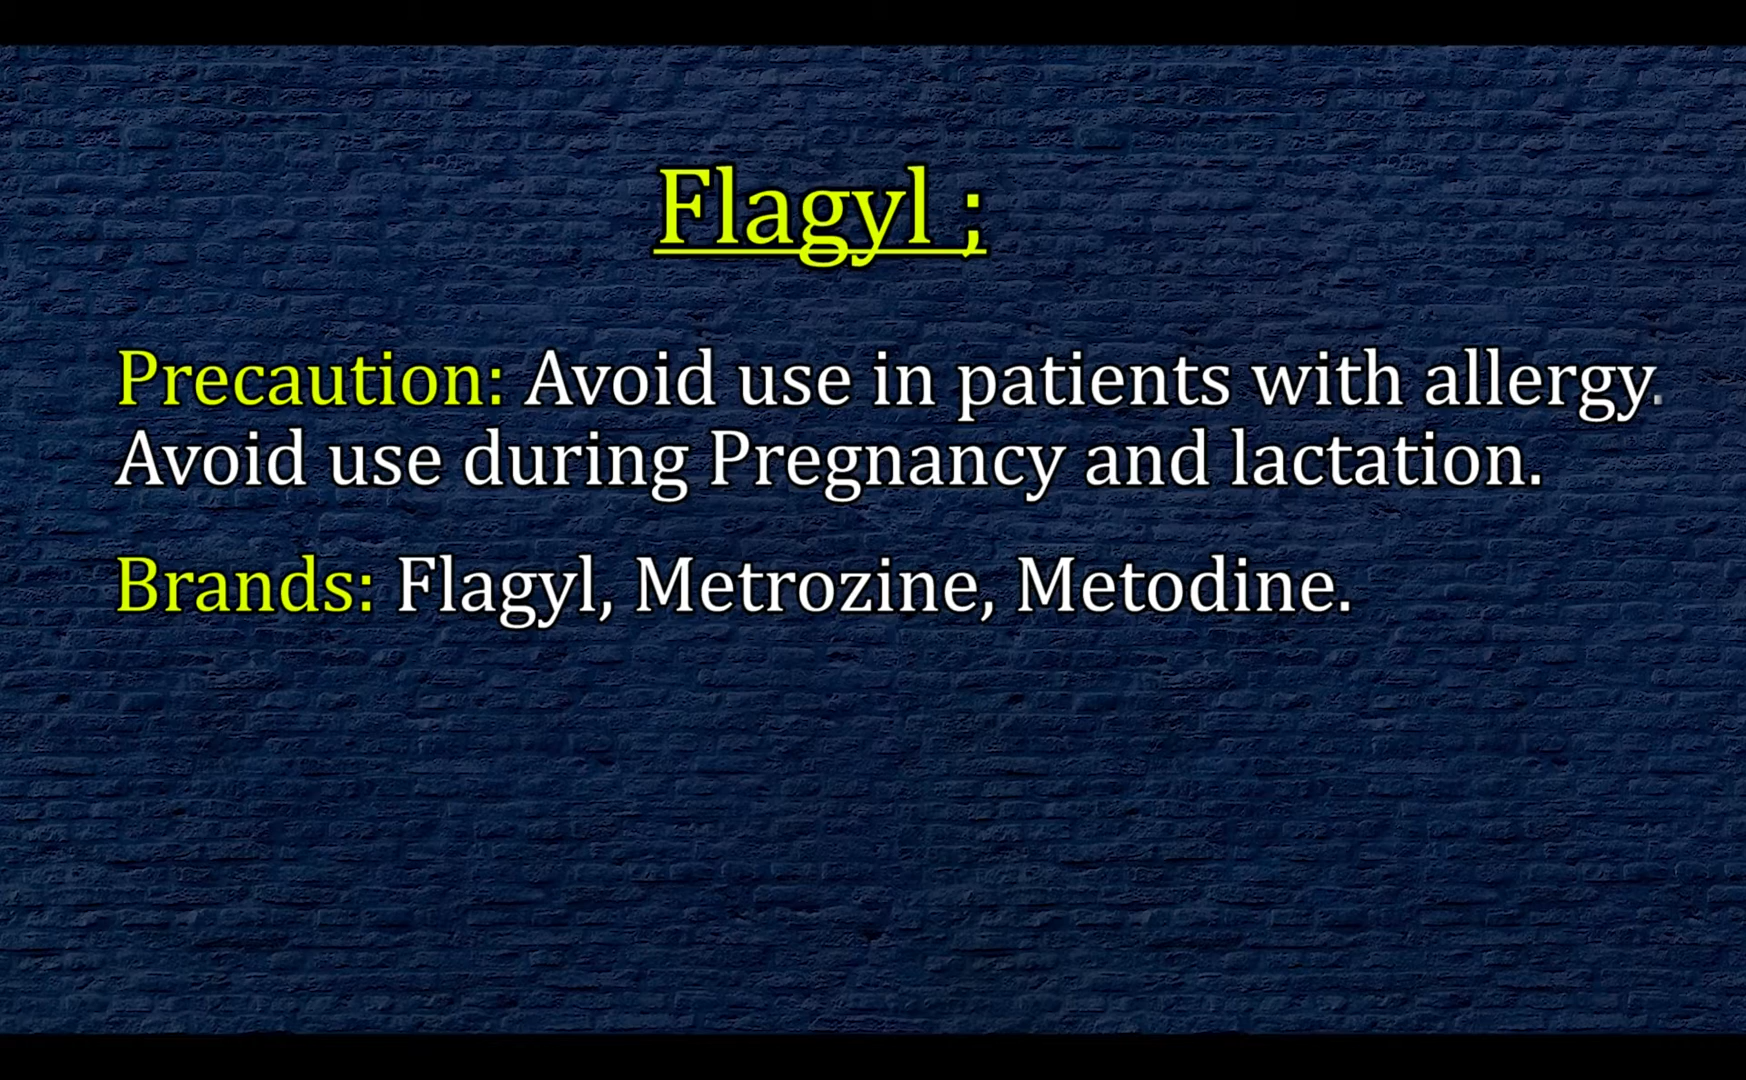 Flagyl ;
Precaution: Avoid use in patients with allergy.
Avoid use during Pregnancy and lactation.
Brands: Flagyl, Metrozine, Metodine.